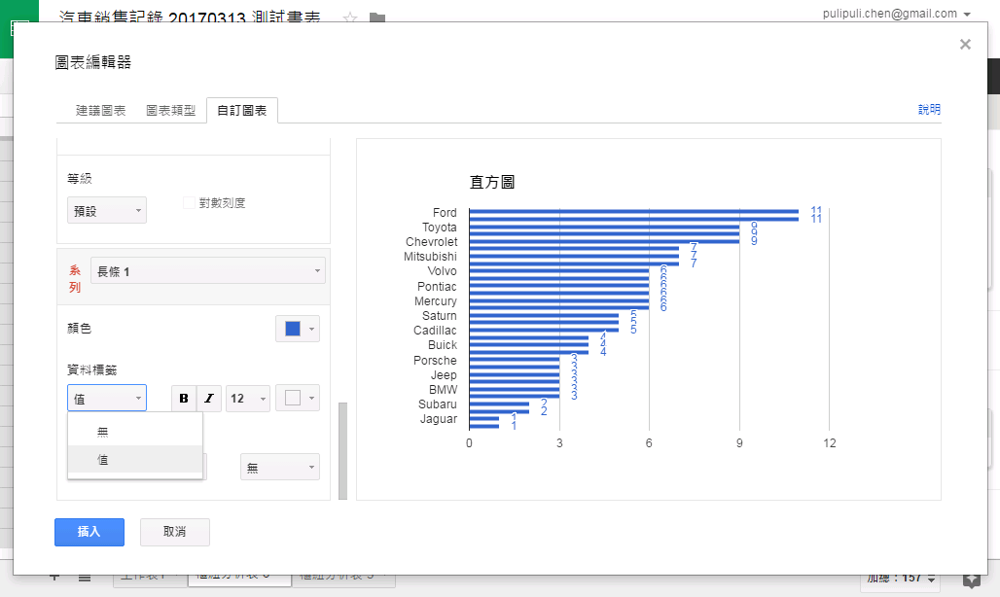 汽車銷售記錄 20170313 測試書表
pulipuli.chen@gmail.com
圖表編輯器
建議圖表
圖表類型
自訂圖表
說明
等級
預設
對數刻度
系列
長條 1
顏色
資料標籤
值
B
I
12
無
值
無
插入
取消
直方圖
Ford
Toyota
Chevrolet
Mitsubishi
Volvo
Pontiac
Mercury
Saturn
Cadillac
Buick
Porsche
Jeep
BMW
Subaru
Jaguar
11
11
9
9
9
7
7
7
6
6
6
6
6
6
5
5
5
4
4
4
3
3
3
3
3
3
2
2
1
1
0 3 6 9 12
加總：157